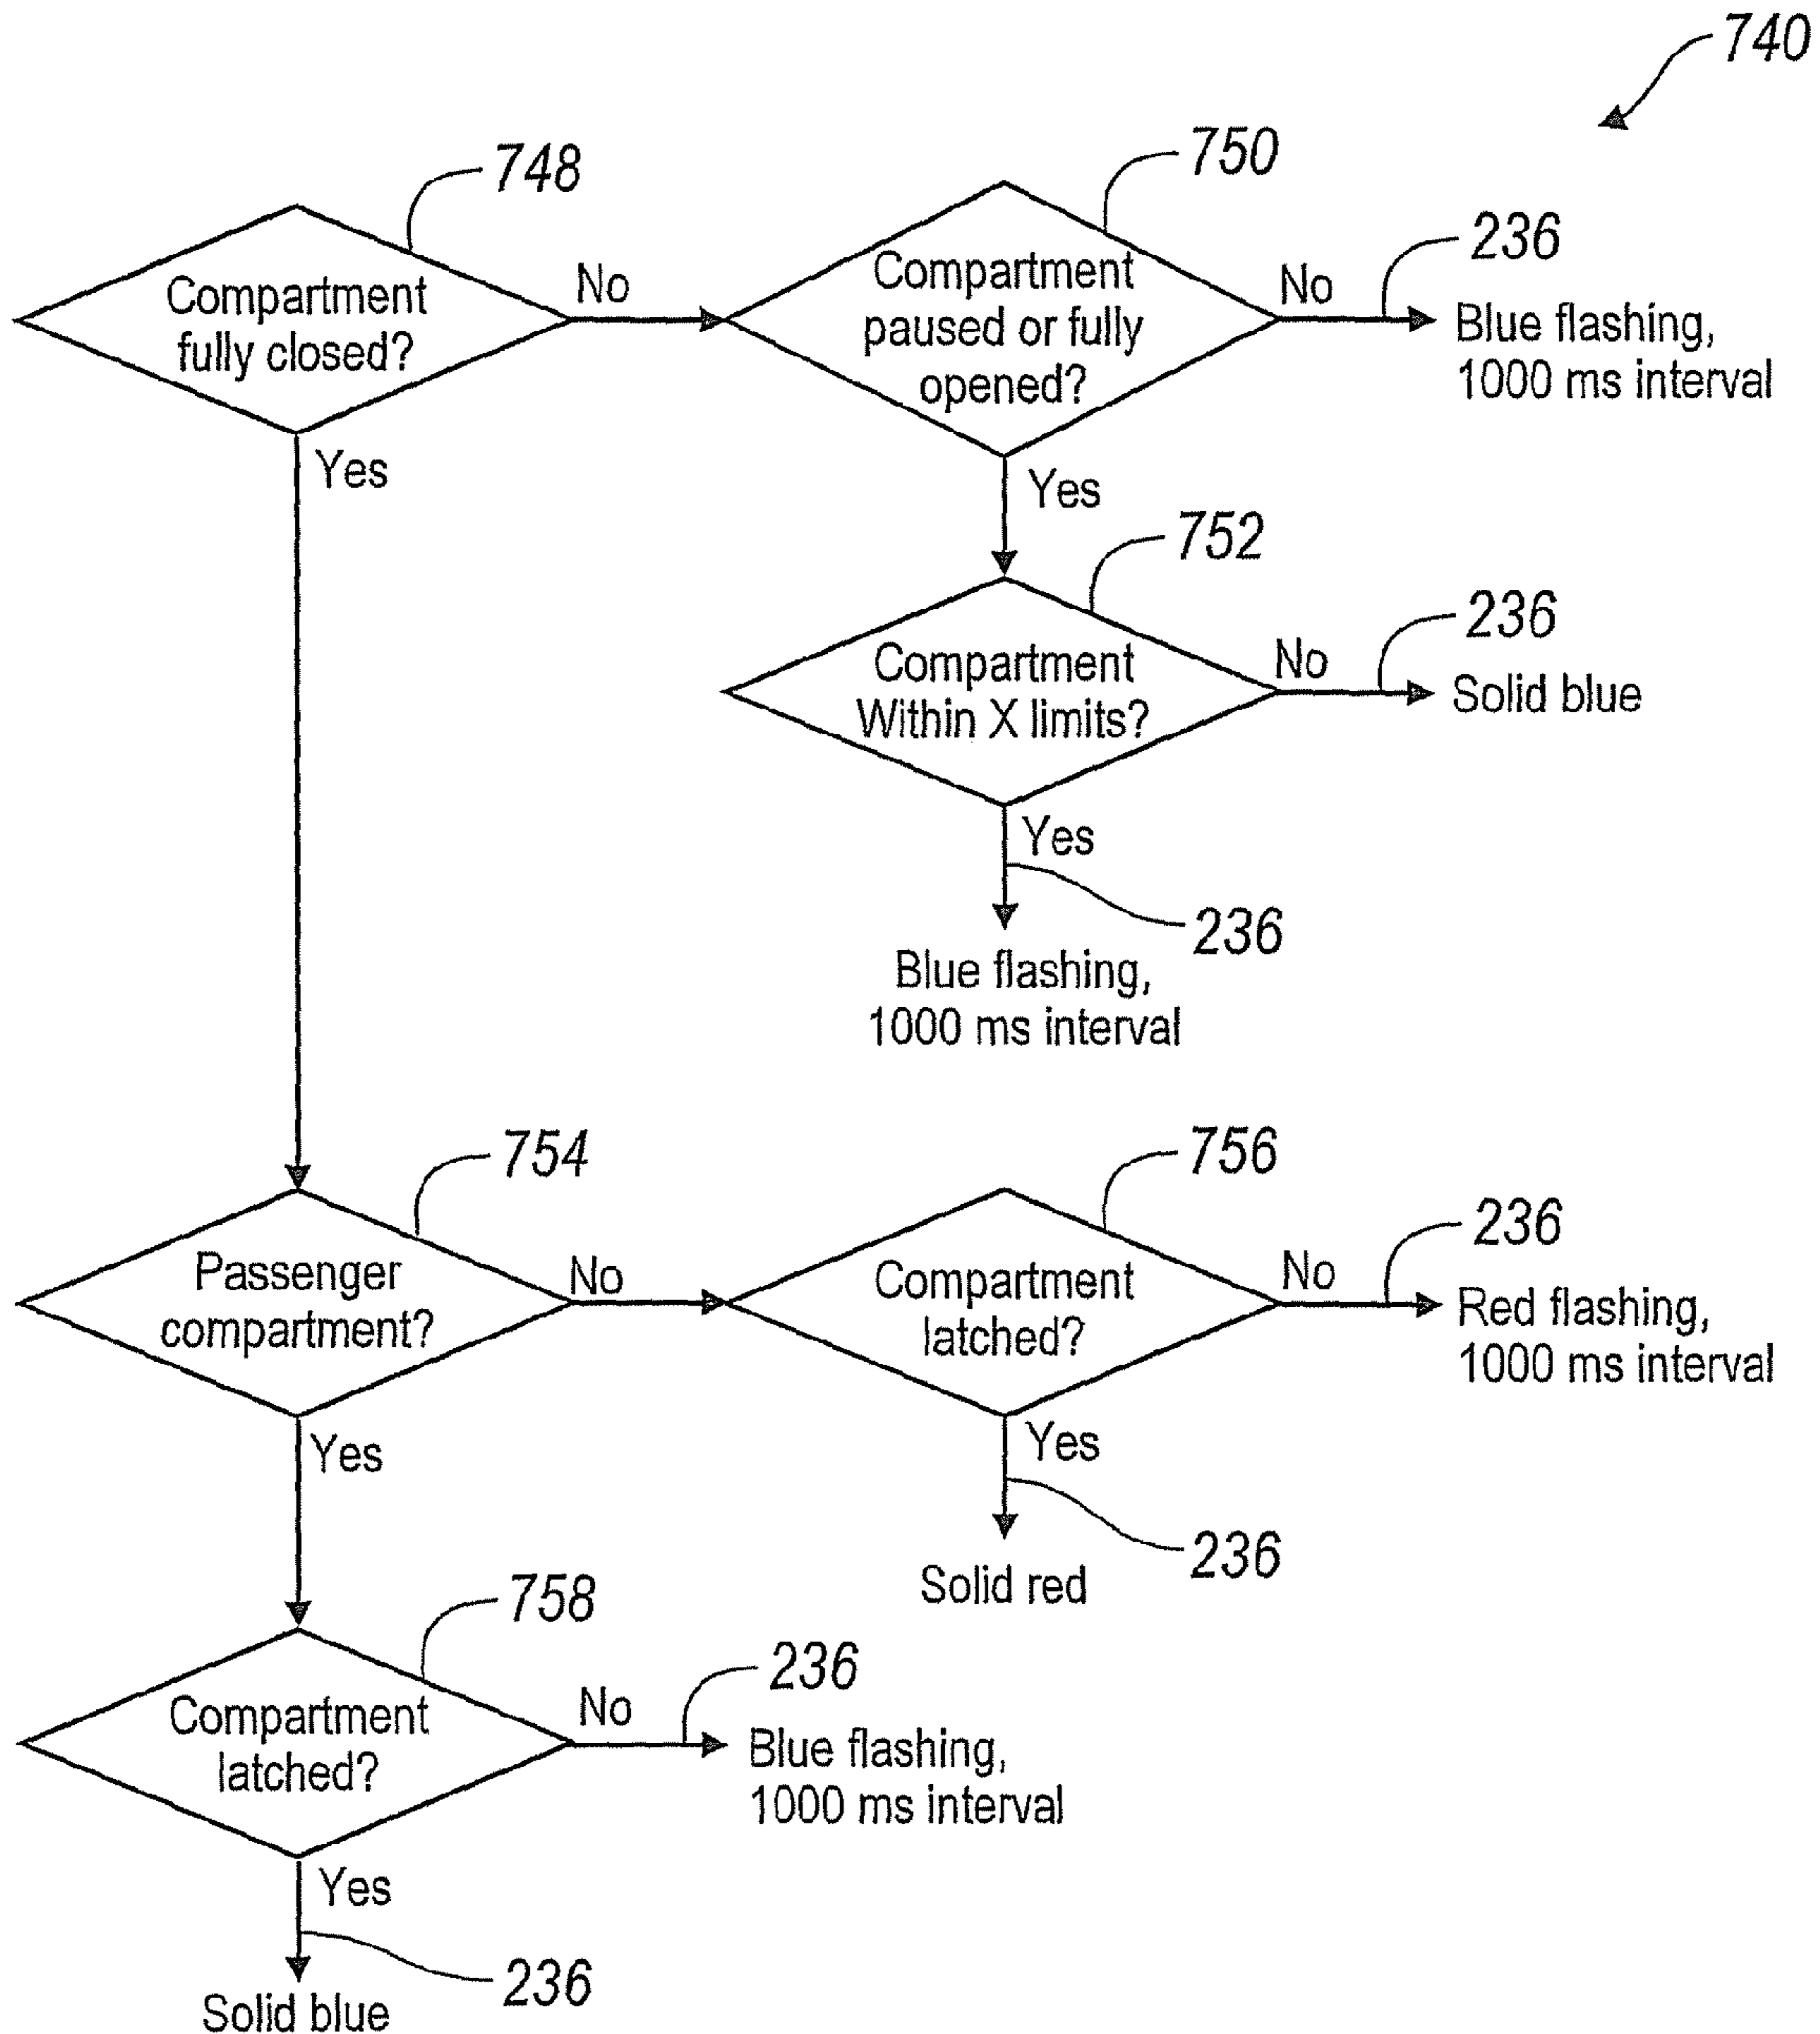 740
748
750
236
Compartment
fully closed?
No
Compartment
paused or fully
opened?
No
Blue flashing,
1000 ms interval
Yes
Yes
752
236
Compartment
Within X limits?
No
Solid blue
Yes
236
Blue flashing,
1000 ms interval
754
756
236
Passenger
compartment?
No
Compartment
latched?
No
Red flashing,
1000 ms interval
Yes
Yes
236
Solid red
758
236
Compartment
latched?
No
Blue flashing,
1000 ms interval
Yes
236
Solid blue